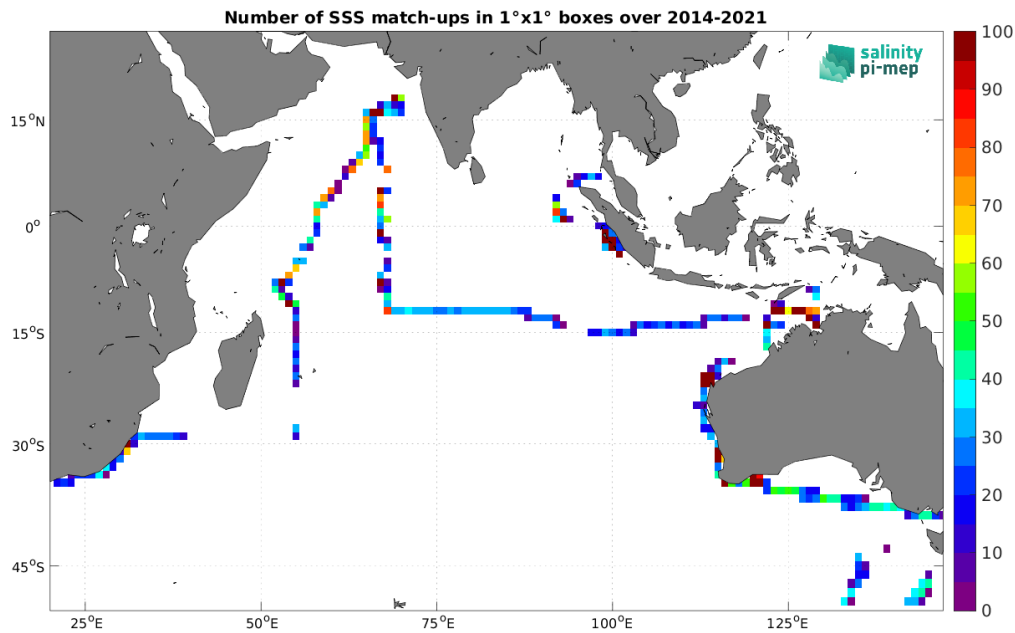 Number of SSS match-ups in 1°x1° boxes over 2014-2021
salinity
pi-mep
100
90
80
70
60
50
40
30
20
10
0
15°N
0°
15°S
30°S
45°S
25°E
50°E
75°E
100°E
125°E